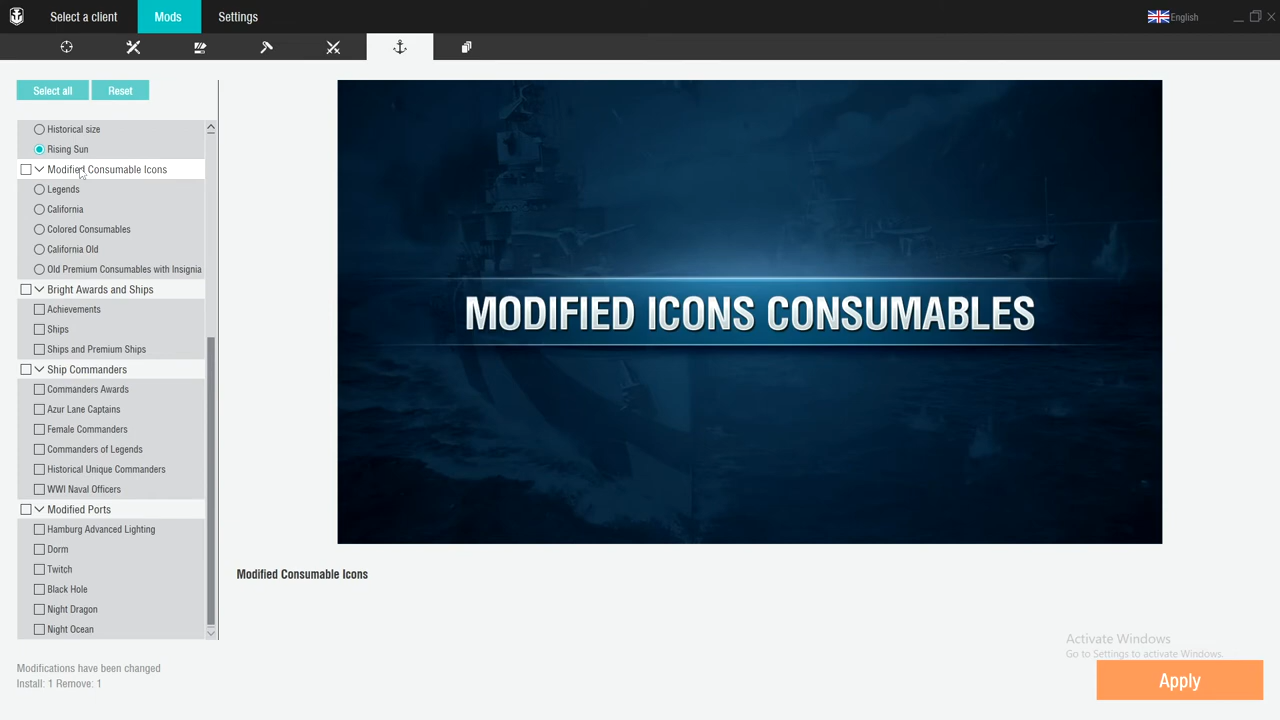 Select a client
Mods
Settings
English
Select all
Reset
Historical size
Rising Sun
Modified Consumable Icons
Legends
California
Colored Consumables
California Old
Old Premium Consumables with Insignia
Bright Awards and Ships
Achievements
Ships
Ships and Premium Ships
Ship Commanders
Commanders Awards
Azur Lane Captains
Female Commanders
Commanders of Legends
Historical Unique Commanders
WWI Naval Officers
Modified Ports
Hamburg Advanced Lighting
Dorm
Twitch
Black Hole
Night Dragon
Night Ocean
MODIFIED ICONS CONSUMABLES
Modified Consumable Icons
Modifications have been changed
Install: 1 Remove: 1
Activate Windows
Go to Settings to activate Windows.
Apply